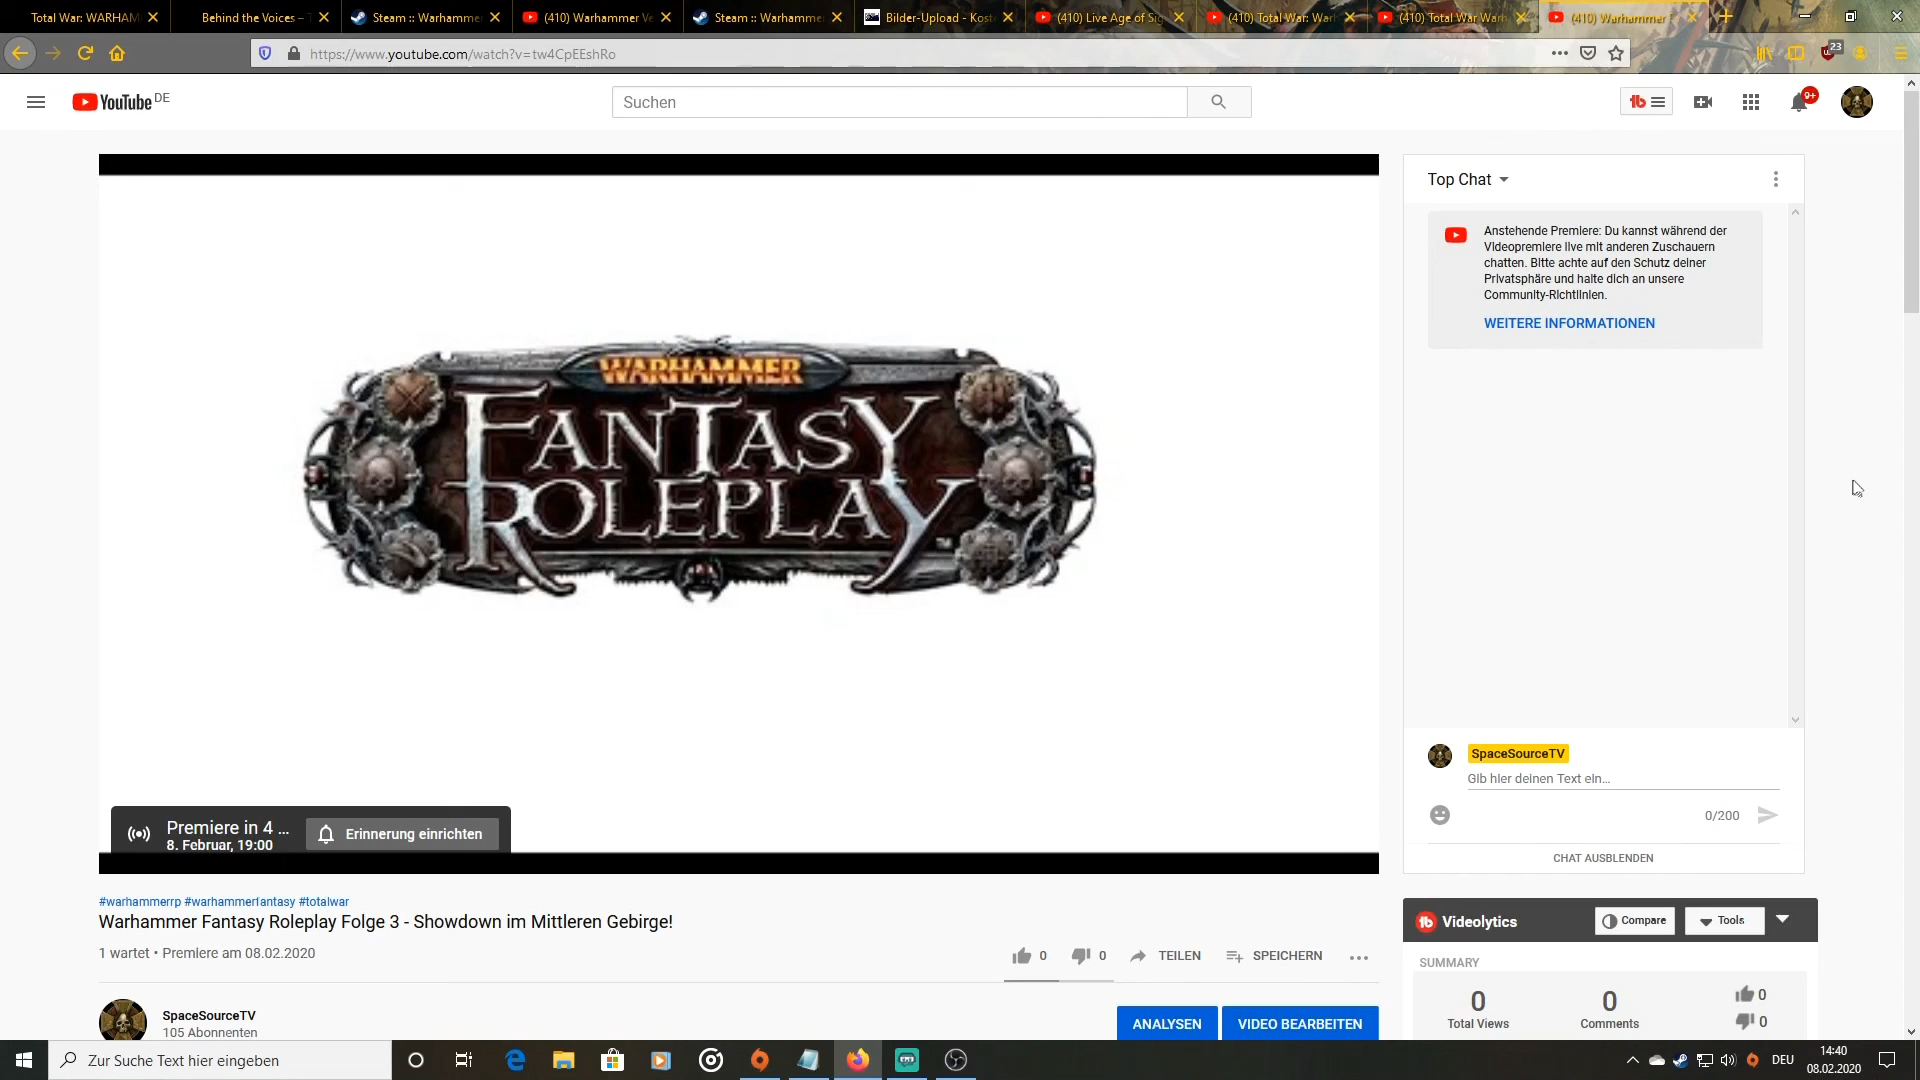 Total War: WARHAM
Behind the Voices –
Steam :: Warhammer
(410) Warhammer Ve
Steam :: Warhamme
Bilder-Upload - Kost
(410) Live Age of Sig
(410) Total War: War
(410) Total War Warh
(410) Warhammer
https://www.youtube.com/watch?v=tw4CpEEshRo
23
YouTube DE
Suchen
9+
WARHAMMER
FANTASY
ROLEPLAY
Premiere in 4 ...
8. Februar, 19:00
Erinnerung einrichten
Top Chat
Anstehende Premiere: Du kannst während der
Videopremiere live mit anderen Zuschauern
chatten. Bitte achte auf den Schutz deiner
Privatsphäre und halte dich an unsere
Community-Richtlinien.
WEITERE INFORMATIONEN
SpaceSourceTV
Gib hier deinen Text ein...
0/200
CHAT AUSBLENDEN
#warhammerrp #warhammerfantasy #totalwar
Warhammer Fantasy Roleplay Folge 3 - Showdown im Mittleren Gebirge!
1 wartet • Premiere am 08.02.2020
0
0
TEILEN
SPEICHERN
SpaceSourceTV
105 Abonnenten
ANALYSEN
VIDEO BEARBEITEN
Videolytics
Compare
Tools
SUMMARY
0
Total Views
0
Comments
0
0
Zur Suche Text hier eingeben
DEU
14:40
08.02.2020